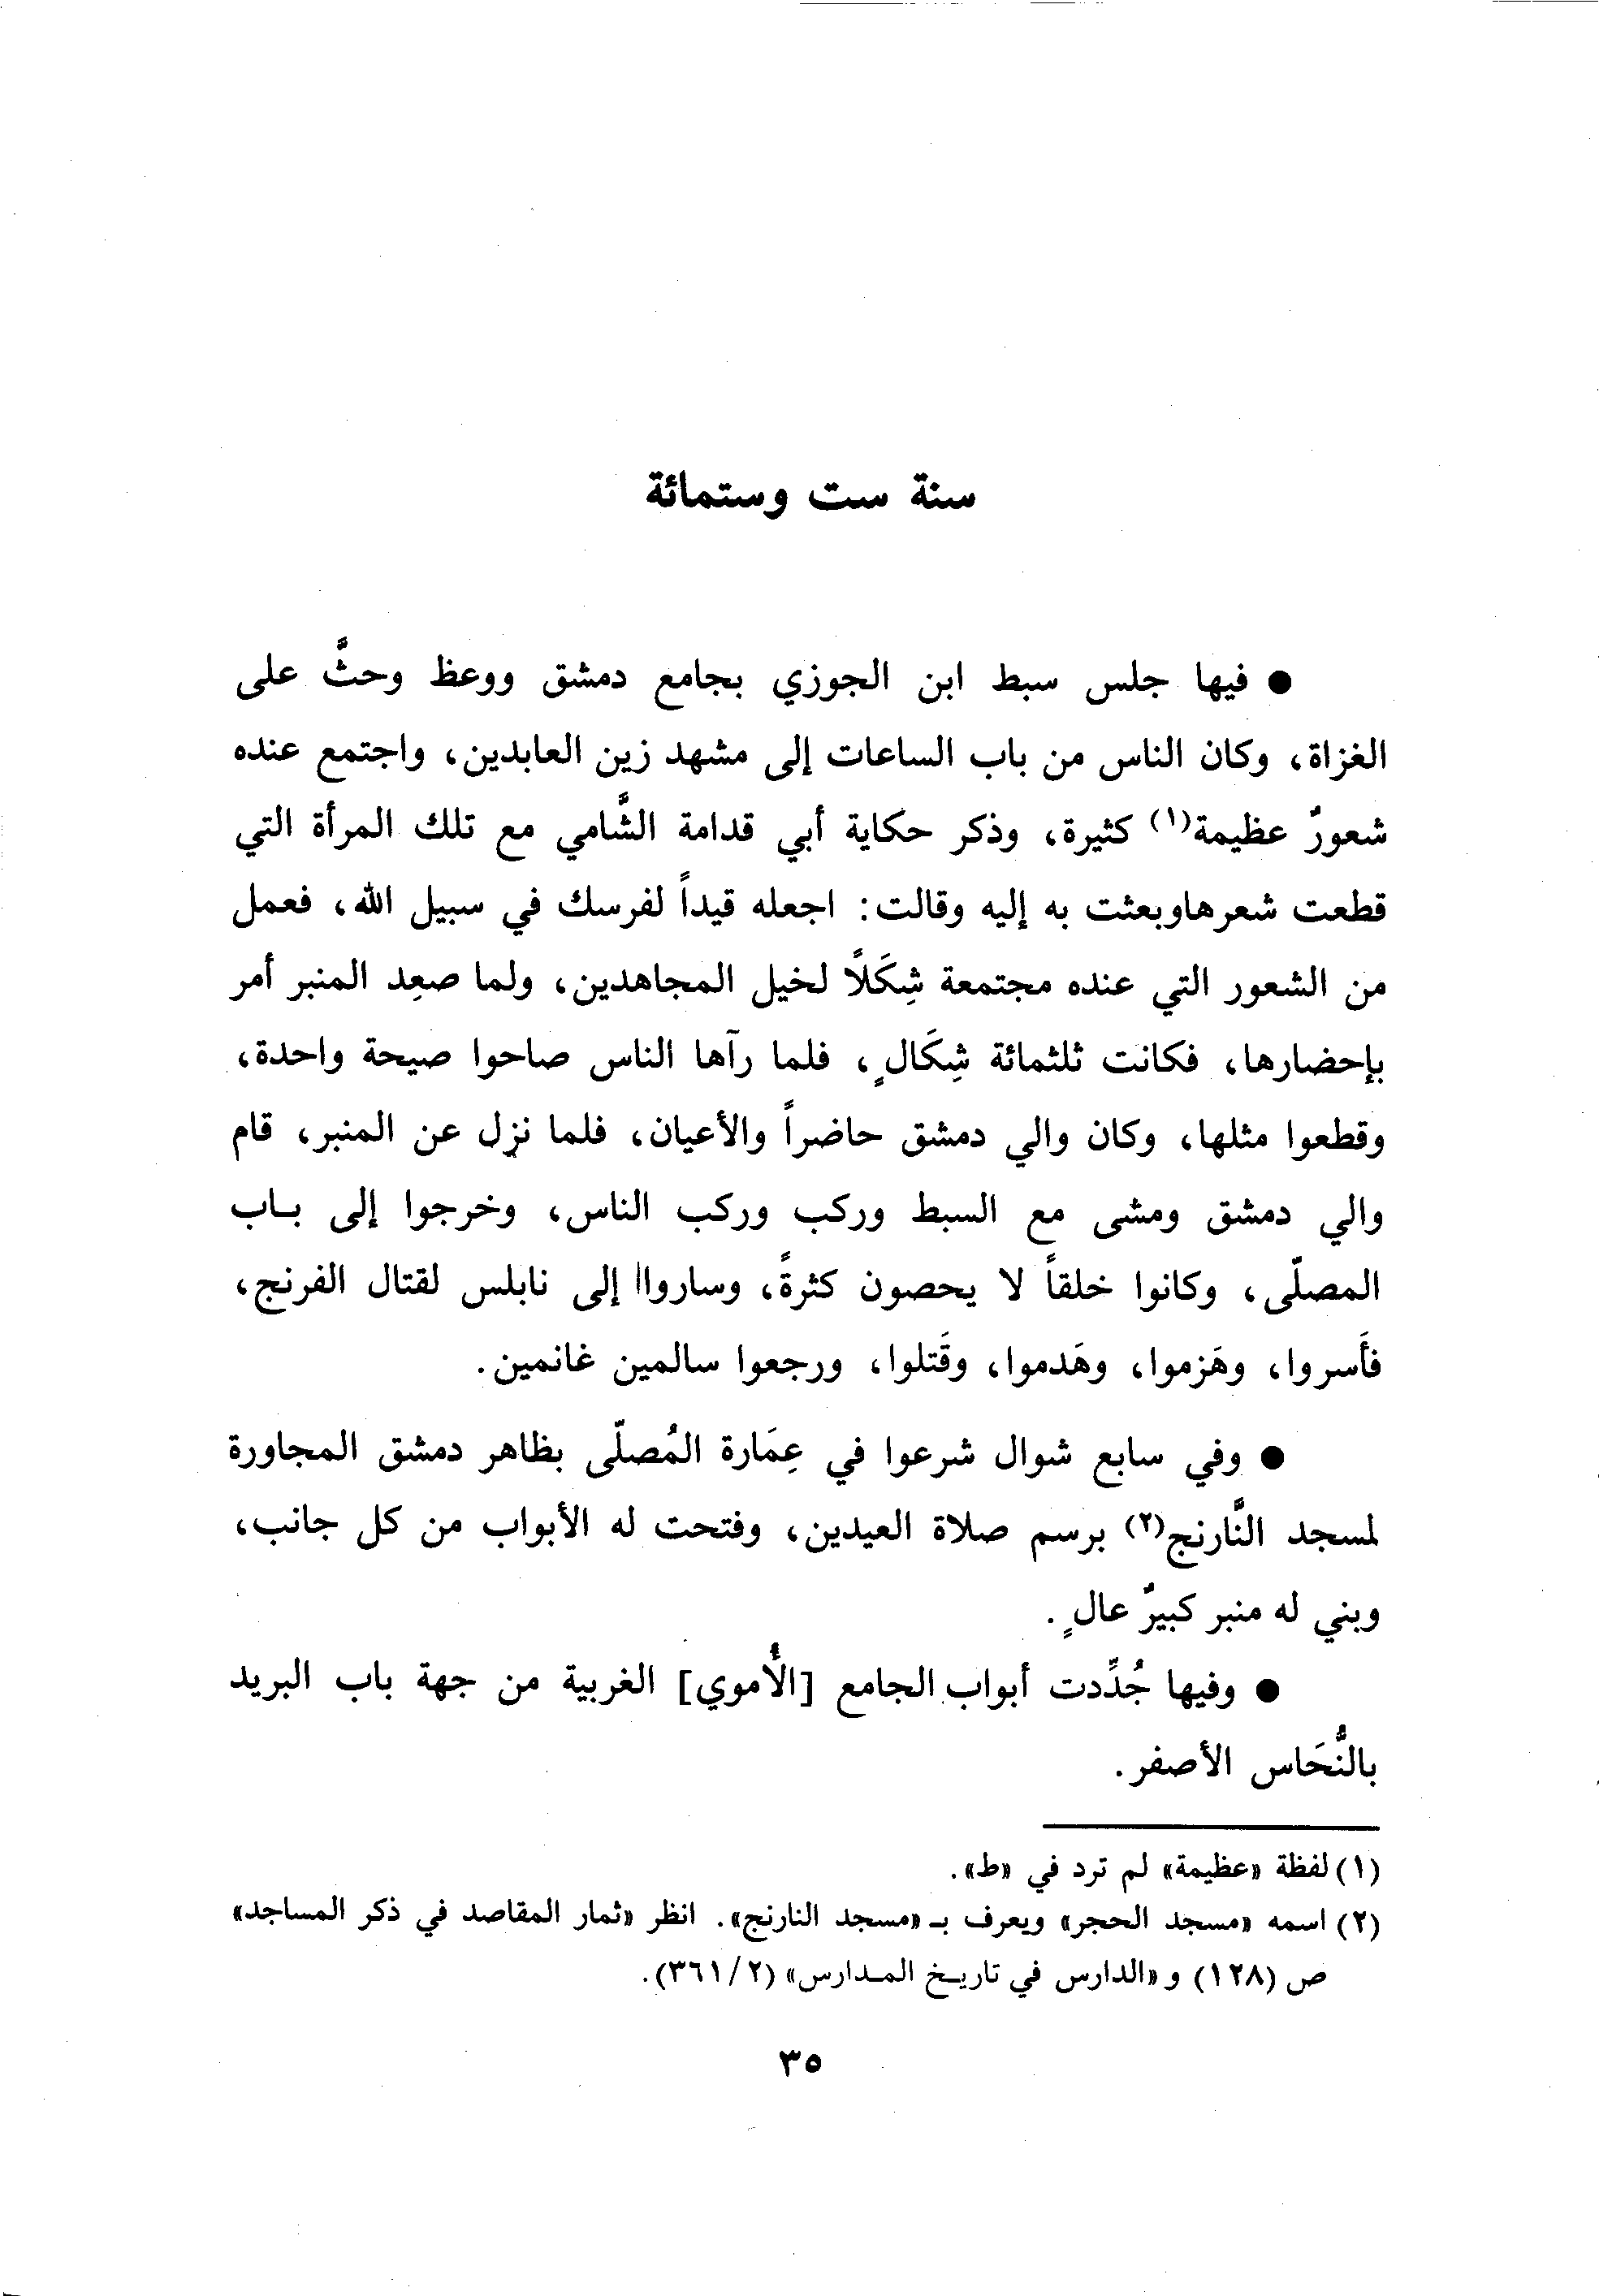 سنة ست وستمائة
● فيها جلس سبط ابن الجوزي بجامع دمشق ووعظ وحثَّ على
الغزاة، وكان الناس من باب الساعات إلى مشهد زين العابدين، واجتمع عنده
شعورٌ عظيمة(١) كثيرة، وذكر حكاية أبي قدامة الشَّامي مع تلك المرأة التي
قطعت شعرهاوبعثت به إليه وقالت: اجعله قيداً لفرسك في سبيل الله، فعمل
من الشعور التي عنده مجتمعة شِكَلاً لخيل المجاهدين، ولما صعِد المنبر أمر
بإحضارها، فكانت ثلثمائة شِكَالٍ، فلما رآها الناس صاحوا صيحة واحدة،
وقطعوا مثلها، وكان والي دمشق حاضراً والأعيان، فلما نزل عن المنبر، قام
والي دمشق ومشى مع السبط وركب وركب الناس، وخرجوا إلى بـاب
المصلّى، وكانوا خلقاً لا يحصون كثرةً، وسارواا إلى نابلس لقتال الفرنج،
فأَسروا، وهَزموا، وهَدموا، وقَتلوا، ورجعوا سالمين غانمين.
● وفي سابع شوال شرعوا في عِمَارة المُصلّى بظاهر دمشق المجاورة
لمسجد النَّارنج(٢) برسم صلاة العيدين، وفتحت له الأبواب من كل جانب،
وبني له منبر كبيرٌ عالٍ.
● وفيها جُدِّدت أبواب الجامع [الأُموي] الغربية من جهة باب البريد
بالنُّحَاس الأصفر.
(١) لفظة «عظيمة» لم ترد في «ط».
(٢) اسمه «مسجد الحجر» ويعرف بـ «مسجد النارنج». انظر «ثمار المقاصد في ذكر المساجد»
ص (١٢٨) و «الدارس في تاريـخ المـدارس» (٢/ ٣٦١).
٣٥